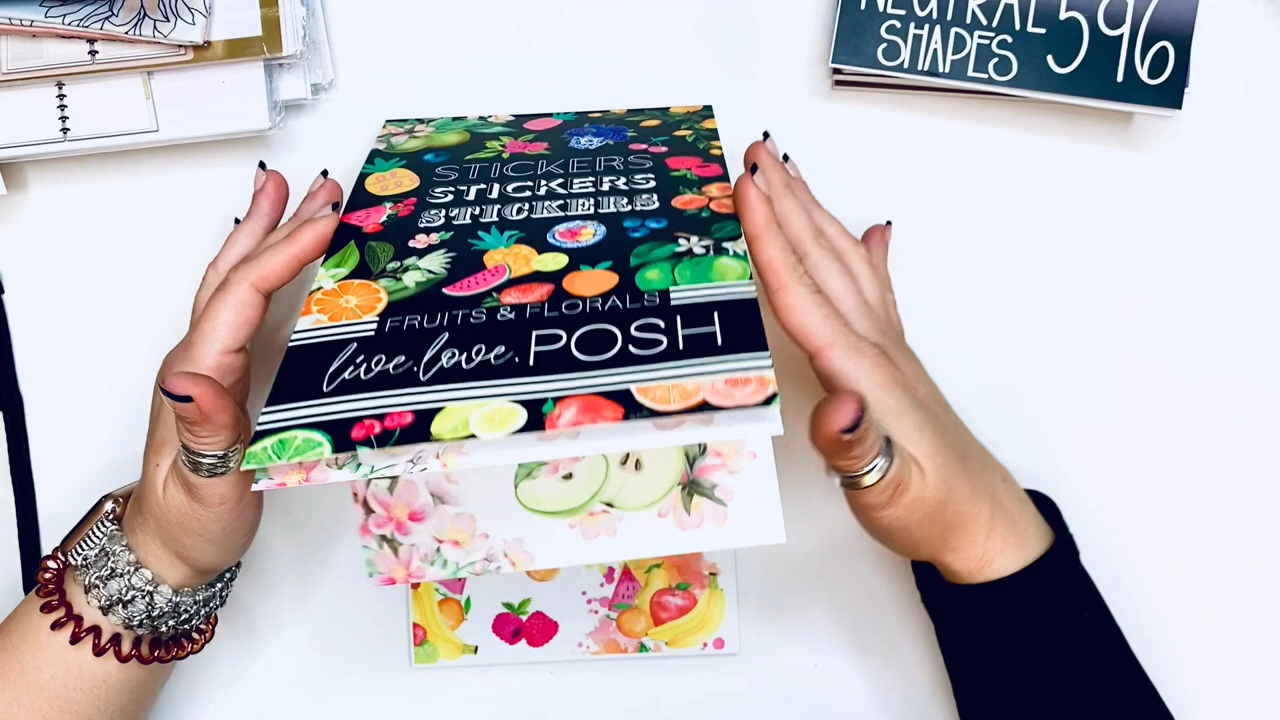 NEUTRAL 596
SHAPES
STICKERS
STICKERS
STICKERS
FRUITS & FLORALS
live.love.POSH